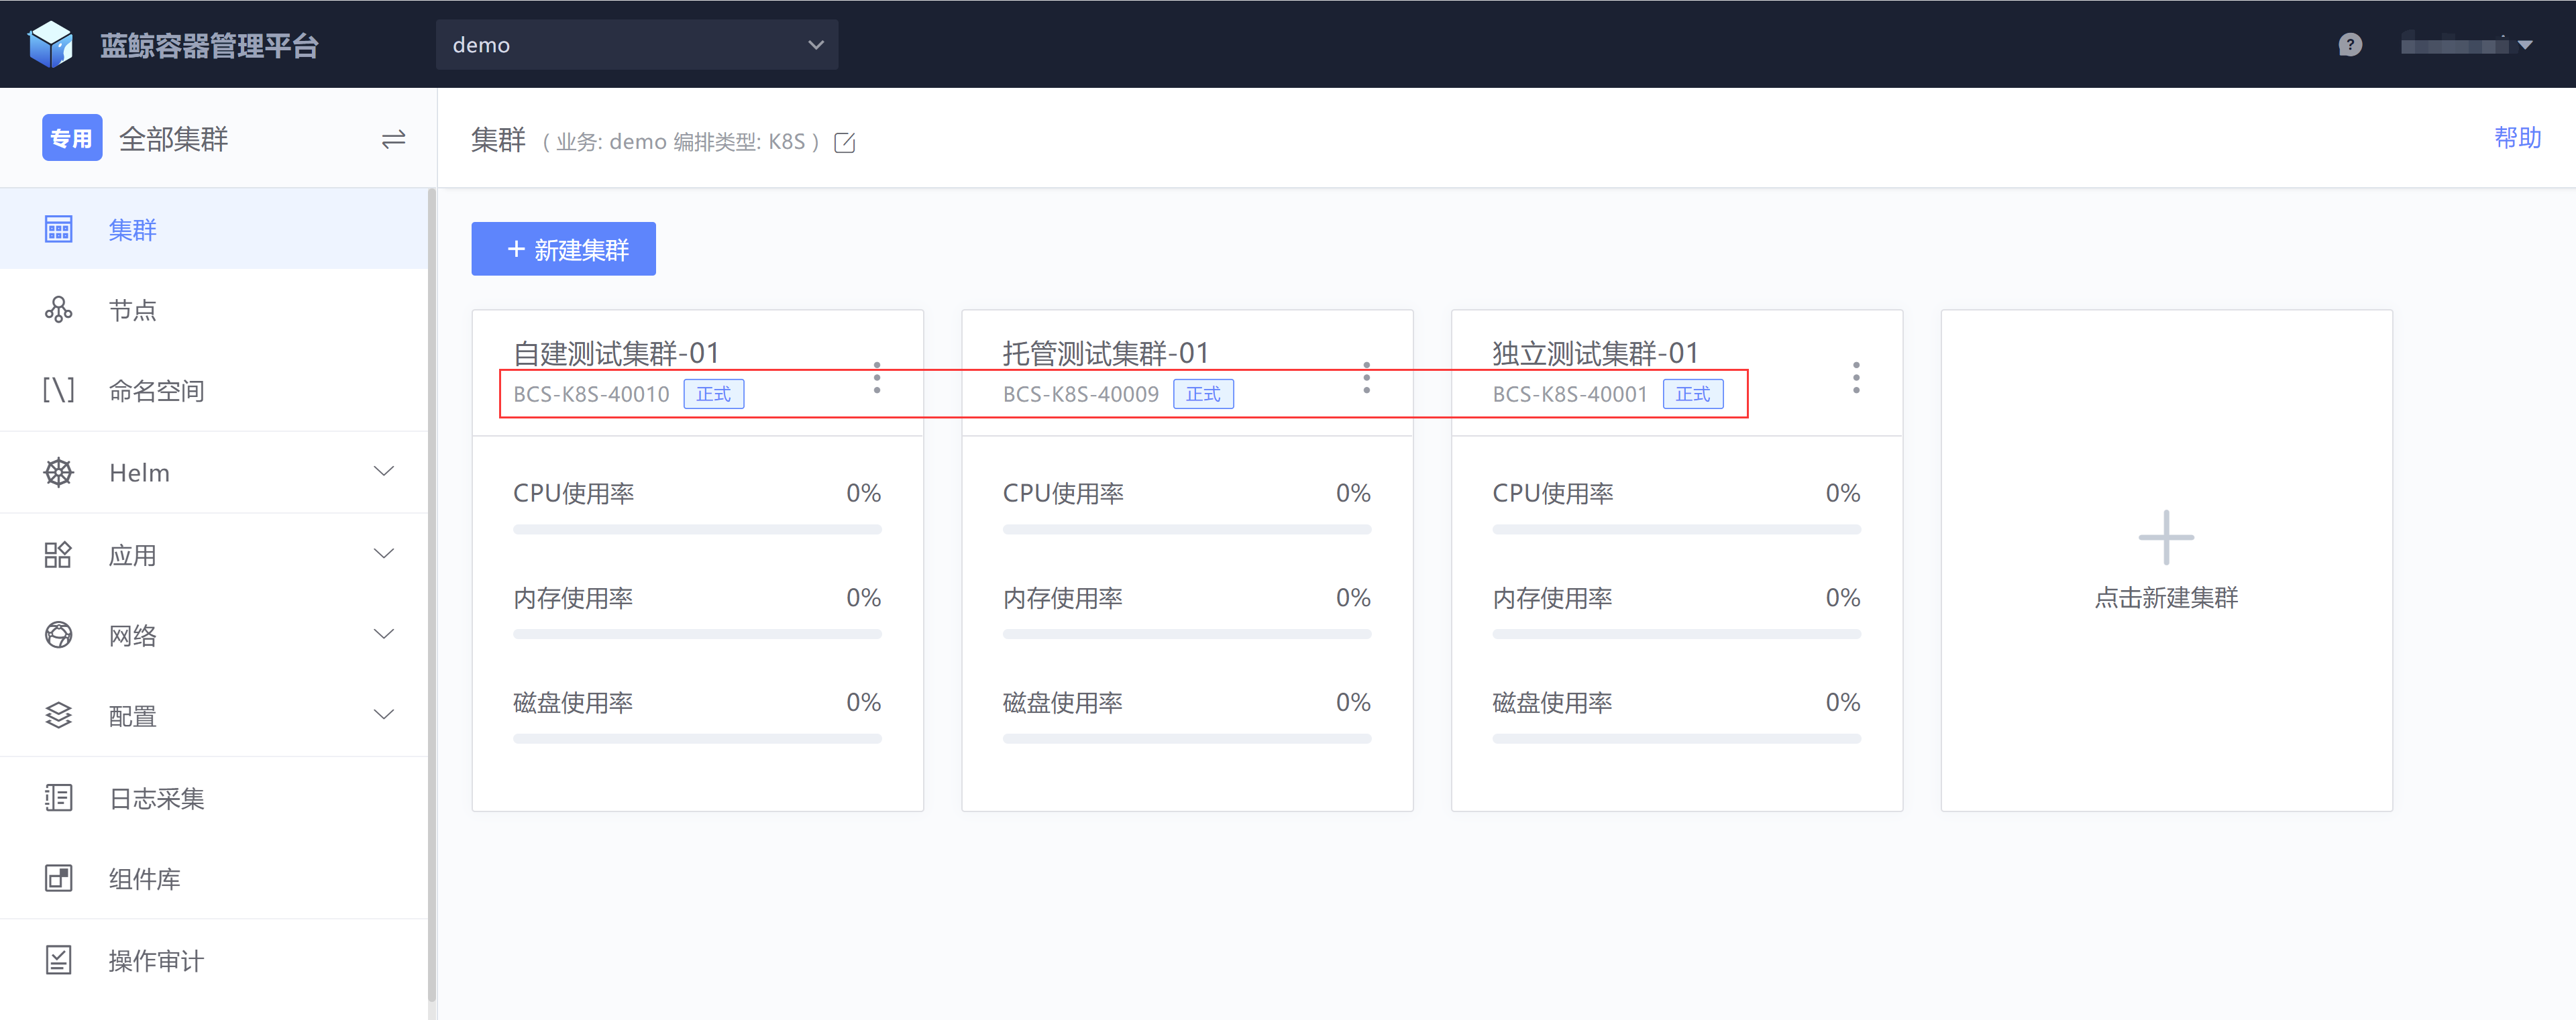 蓝鲸容器管理平台
demo
?
专用 全部集群
集群
节点
[\] 命名空间
Helm
应用
网络
配置
日志采集
组件库
操作审计
集群 ( 业务: demo 编排类型: K8S )
帮助
+ 新建集群
自建测试集群-01
BCS-K8S-40010 正式
CPU使用率 0%
内存使用率 0%
磁盘使用率 0%
托管测试集群-01
BCS-K8S-40009 正式
CPU使用率 0%
内存使用率 0%
磁盘使用率 0%
独立测试集群-01
BCS-K8S-40001 正式
CPU使用率 0%
内存使用率 0%
磁盘使用率 0%
点击新建集群